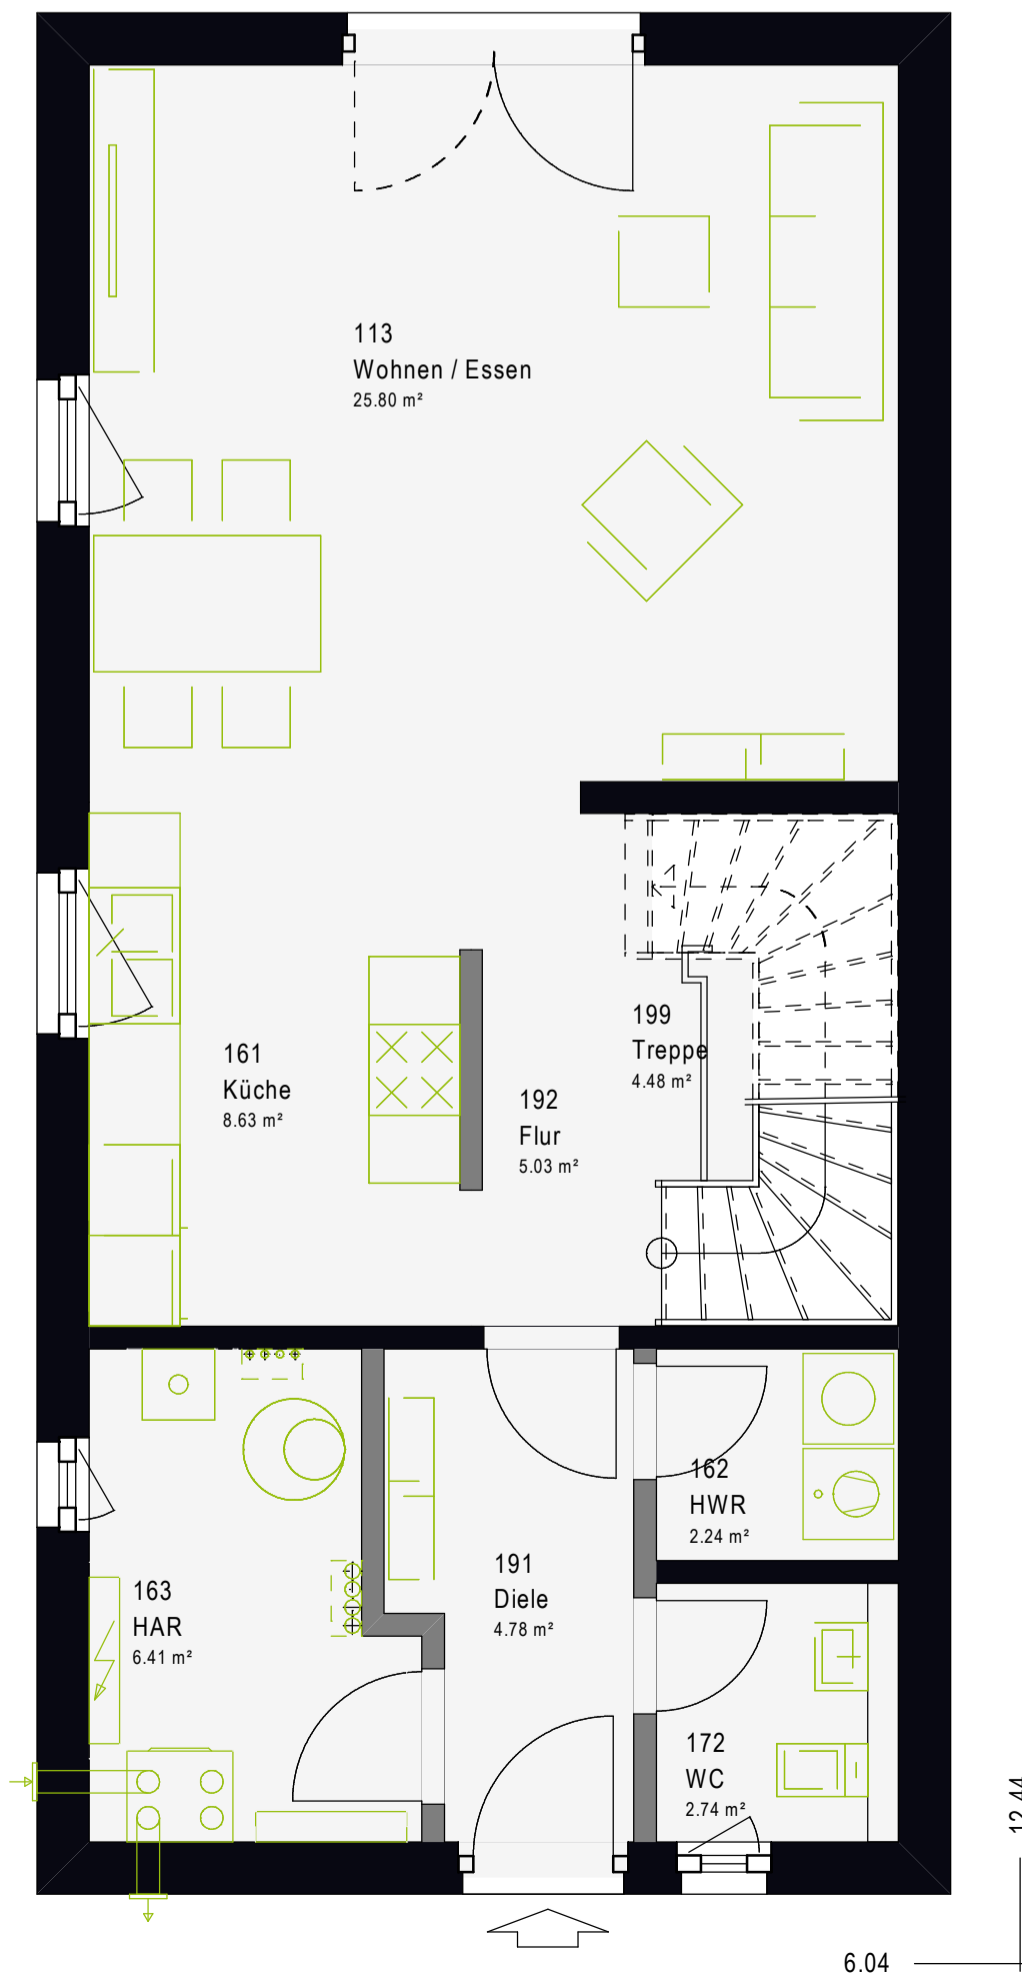 113
Wohnen / Essen
25.80 m²
199
Treppe
4.48 m²
161
Küche
8.63 m²
192
Flur
5.03 m²
162
HWR
2.24 m²
191
Diele
4.78 m²
163
HAR
6.41 m²
172
WC
2.74 m²
12.44
6.04